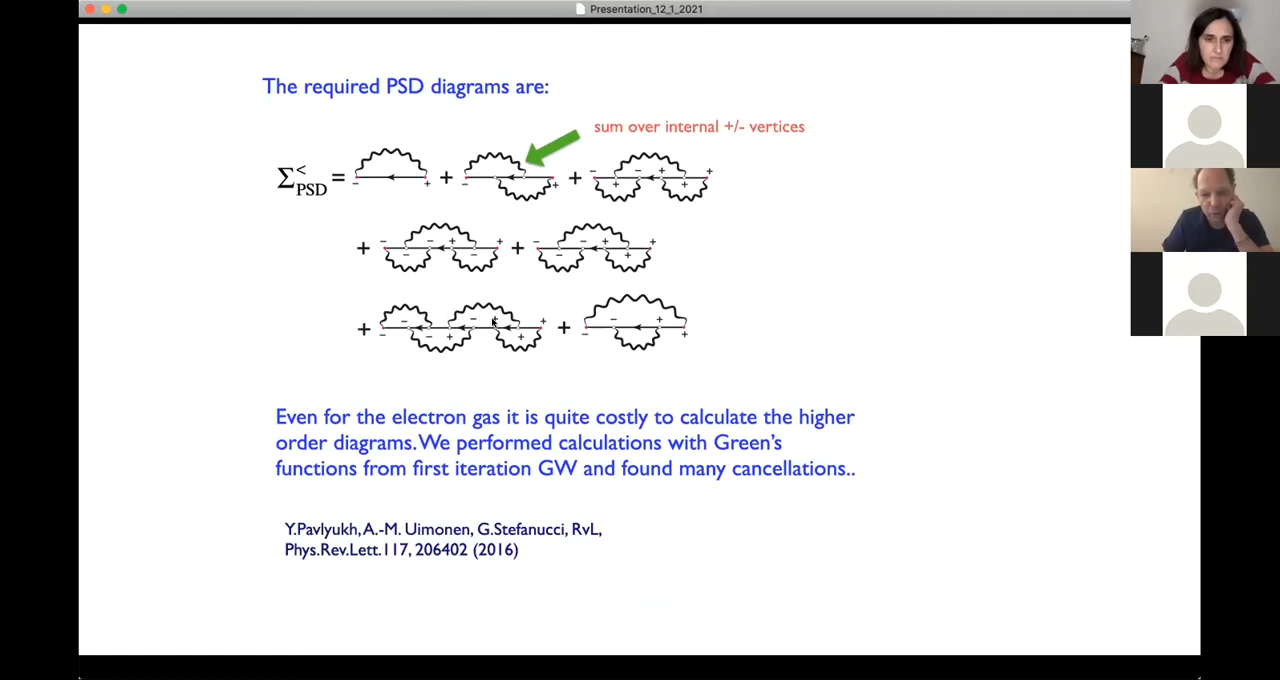 Presentation_12_1_2021
The required PSD diagrams are:
sum over internal +/- vertices
Σ<PSD = - + + - + + - + - + + - +
+ - - + - + + - - + + +
+ - - - - + + + + + - - + +
Even for the electron gas it is quite costly to calculate the higher
order diagrams. We performed calculations with Green's
functions from first iteration GW and found many cancellations..
Y.Pavlyukh, A.-M. Uimonen, G.Stefanucci, RvL,
Phys.Rev.Lett.117, 206402 (2016)